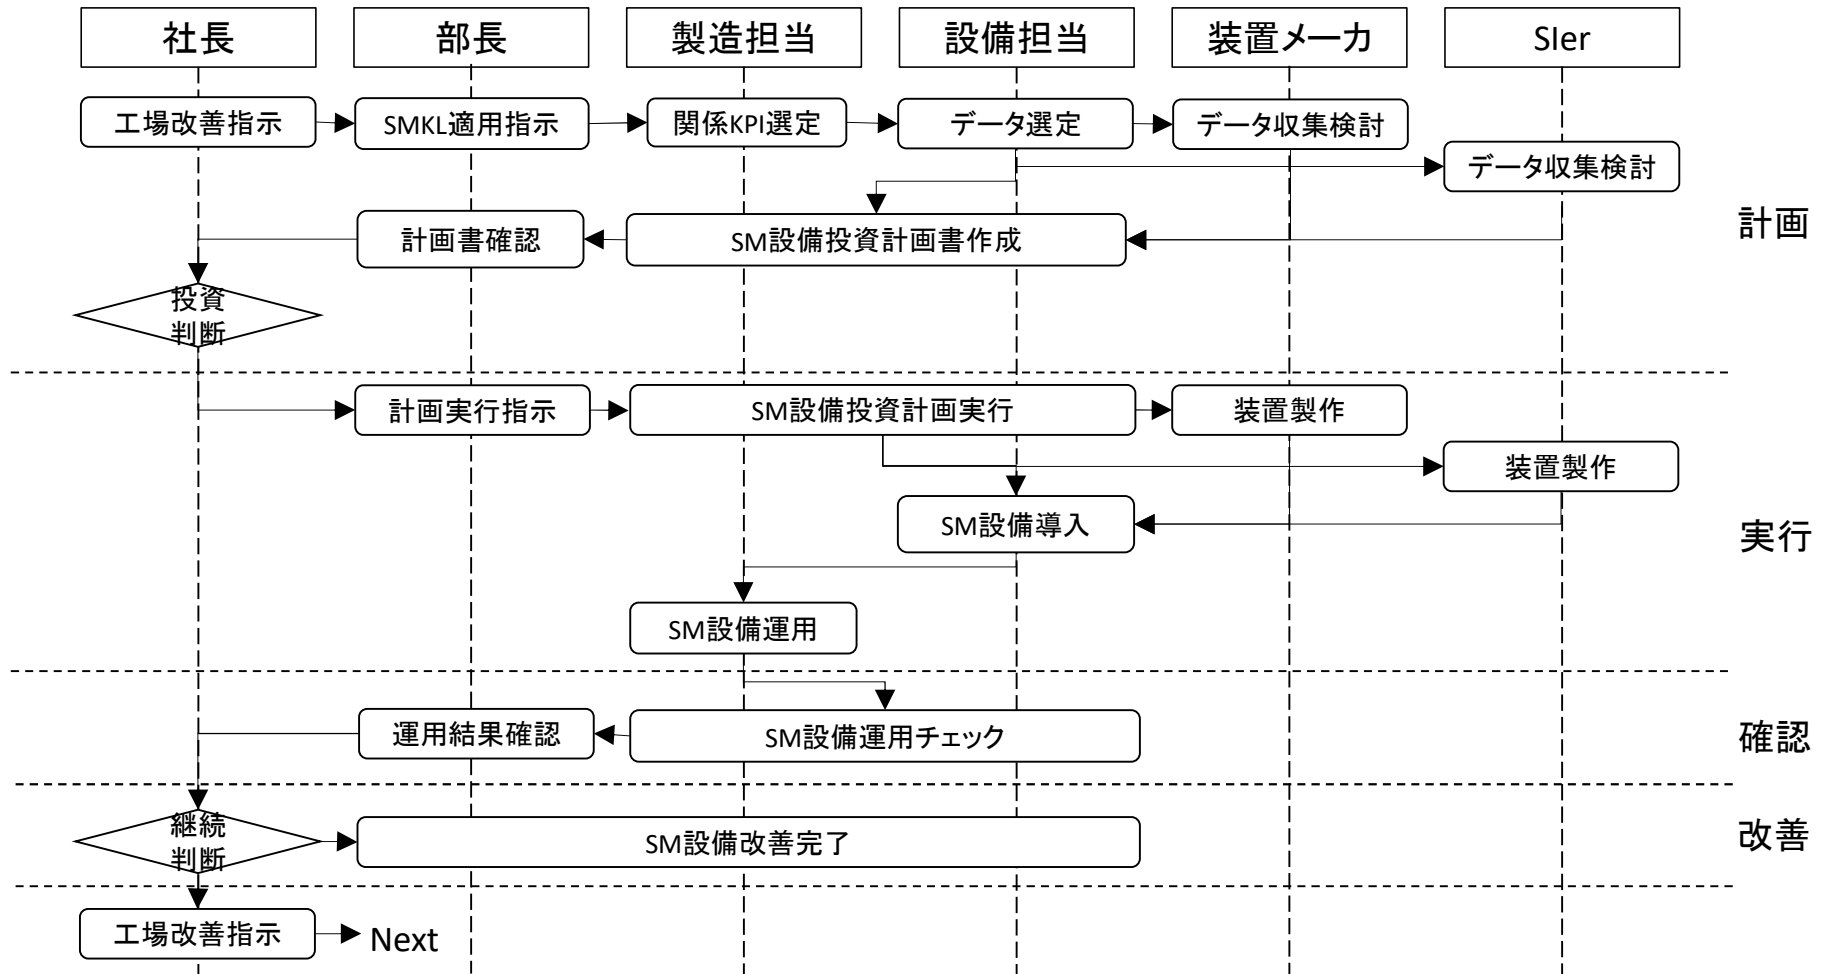 社長
部長
製造担当
設備担当
装置メーカ
SIer
工場改善指示
SMKL適用指示
関係KPI選定
データ選定
データ収集検討
データ収集検討
計画
計画書確認
SM設備投資計画書作成
投資
判断
計画実行指示
SM設備投資計画実行
装置製作
装置製作
SM設備導入
実行
SM設備運用
運用結果確認
SM設備運用チェック
確認
継続
判断
SM設備改善完了
改善
工場改善指示
Next